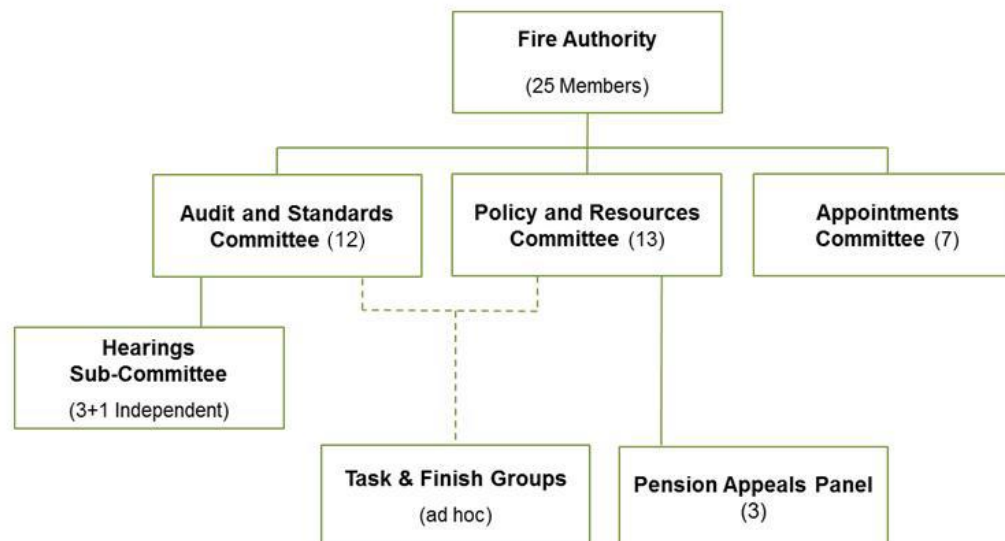 Fire Authority
(25 Members)
Audit and Standards
Committee (12)
Policy and Resources
Committee (13)
Appointments
Committee (7)
Hearings
Sub-Committee
(3+1 Independent)
Task & Finish Groups
(ad hoc)
Pension Appeals Panel
(3)